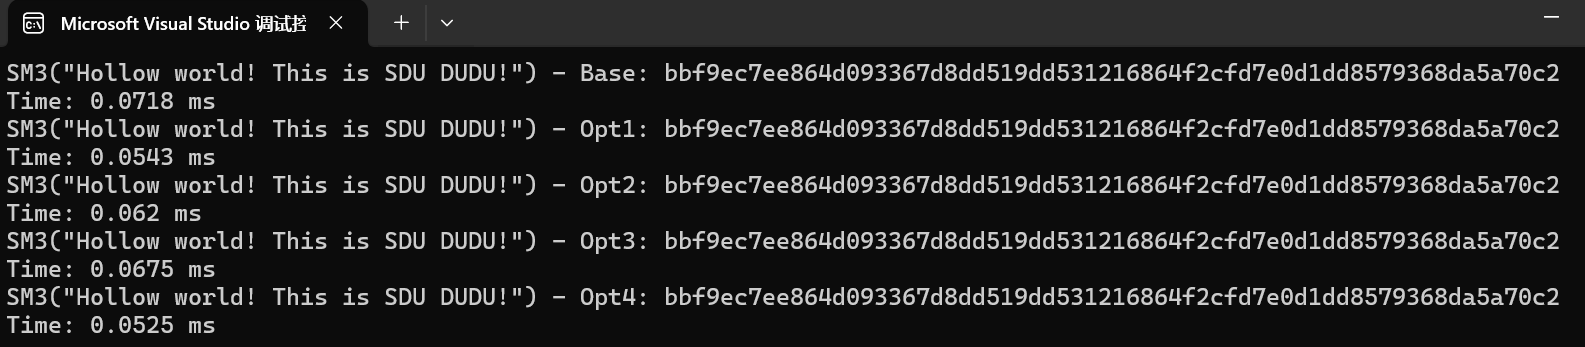 Microsoft Visual Studio 调试控
SM3("Hollow world! This is SDU DUDU!") - Base: bbf9ec7ee864d093367d8dd519dd531216864f2cfd7e0d1dd8579368da5a70c2
Time: 0.0718 ms
SM3("Hollow world! This is SDU DUDU!") - Opt1: bbf9ec7ee864d093367d8dd519dd531216864f2cfd7e0d1dd8579368da5a70c2
Time: 0.0543 ms
SM3("Hollow world! This is SDU DUDU!") - Opt2: bbf9ec7ee864d093367d8dd519dd531216864f2cfd7e0d1dd8579368da5a70c2
Time: 0.062 ms
SM3("Hollow world! This is SDU DUDU!") - Opt3: bbf9ec7ee864d093367d8dd519dd531216864f2cfd7e0d1dd8579368da5a70c2
Time: 0.0675 ms
SM3("Hollow world! This is SDU DUDU!") - Opt4: bbf9ec7ee864d093367d8dd519dd531216864f2cfd7e0d1dd8579368da5a70c2
Time: 0.0525 ms